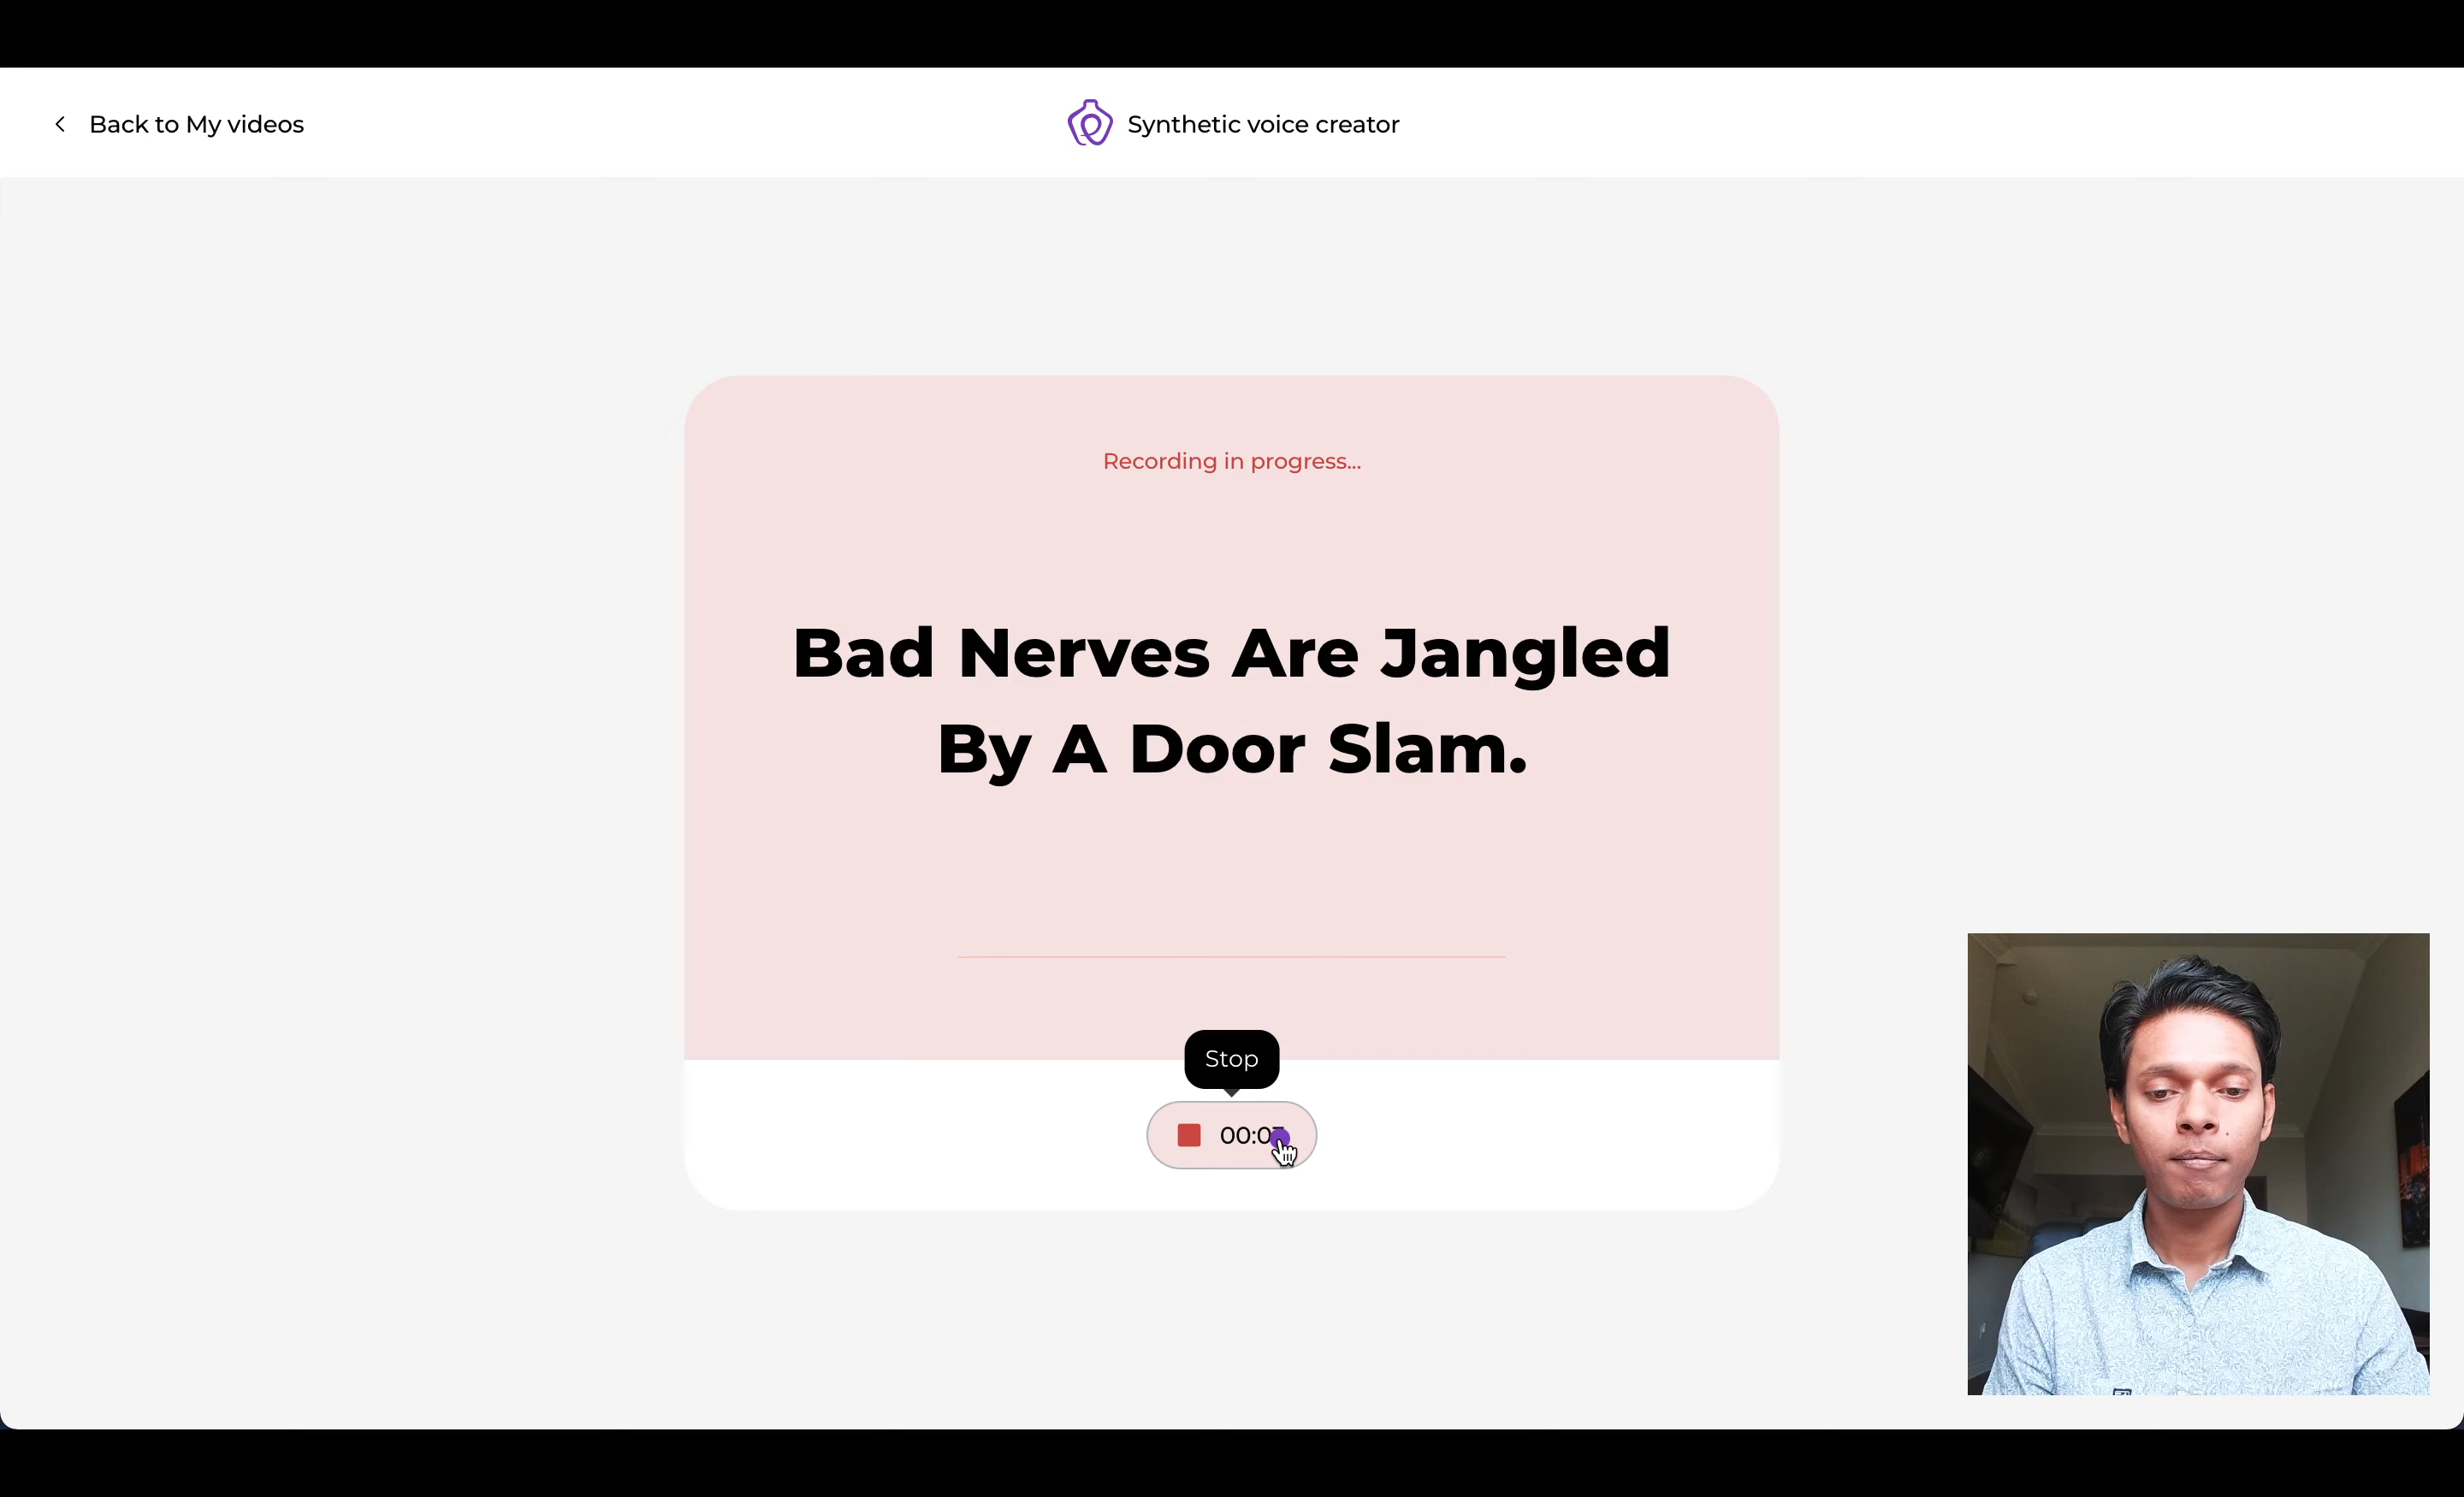 Back to My videos
Synthetic voice creator
Recording in progress...
Bad Nerves Are Jangled
By A Door Slam.
Stop